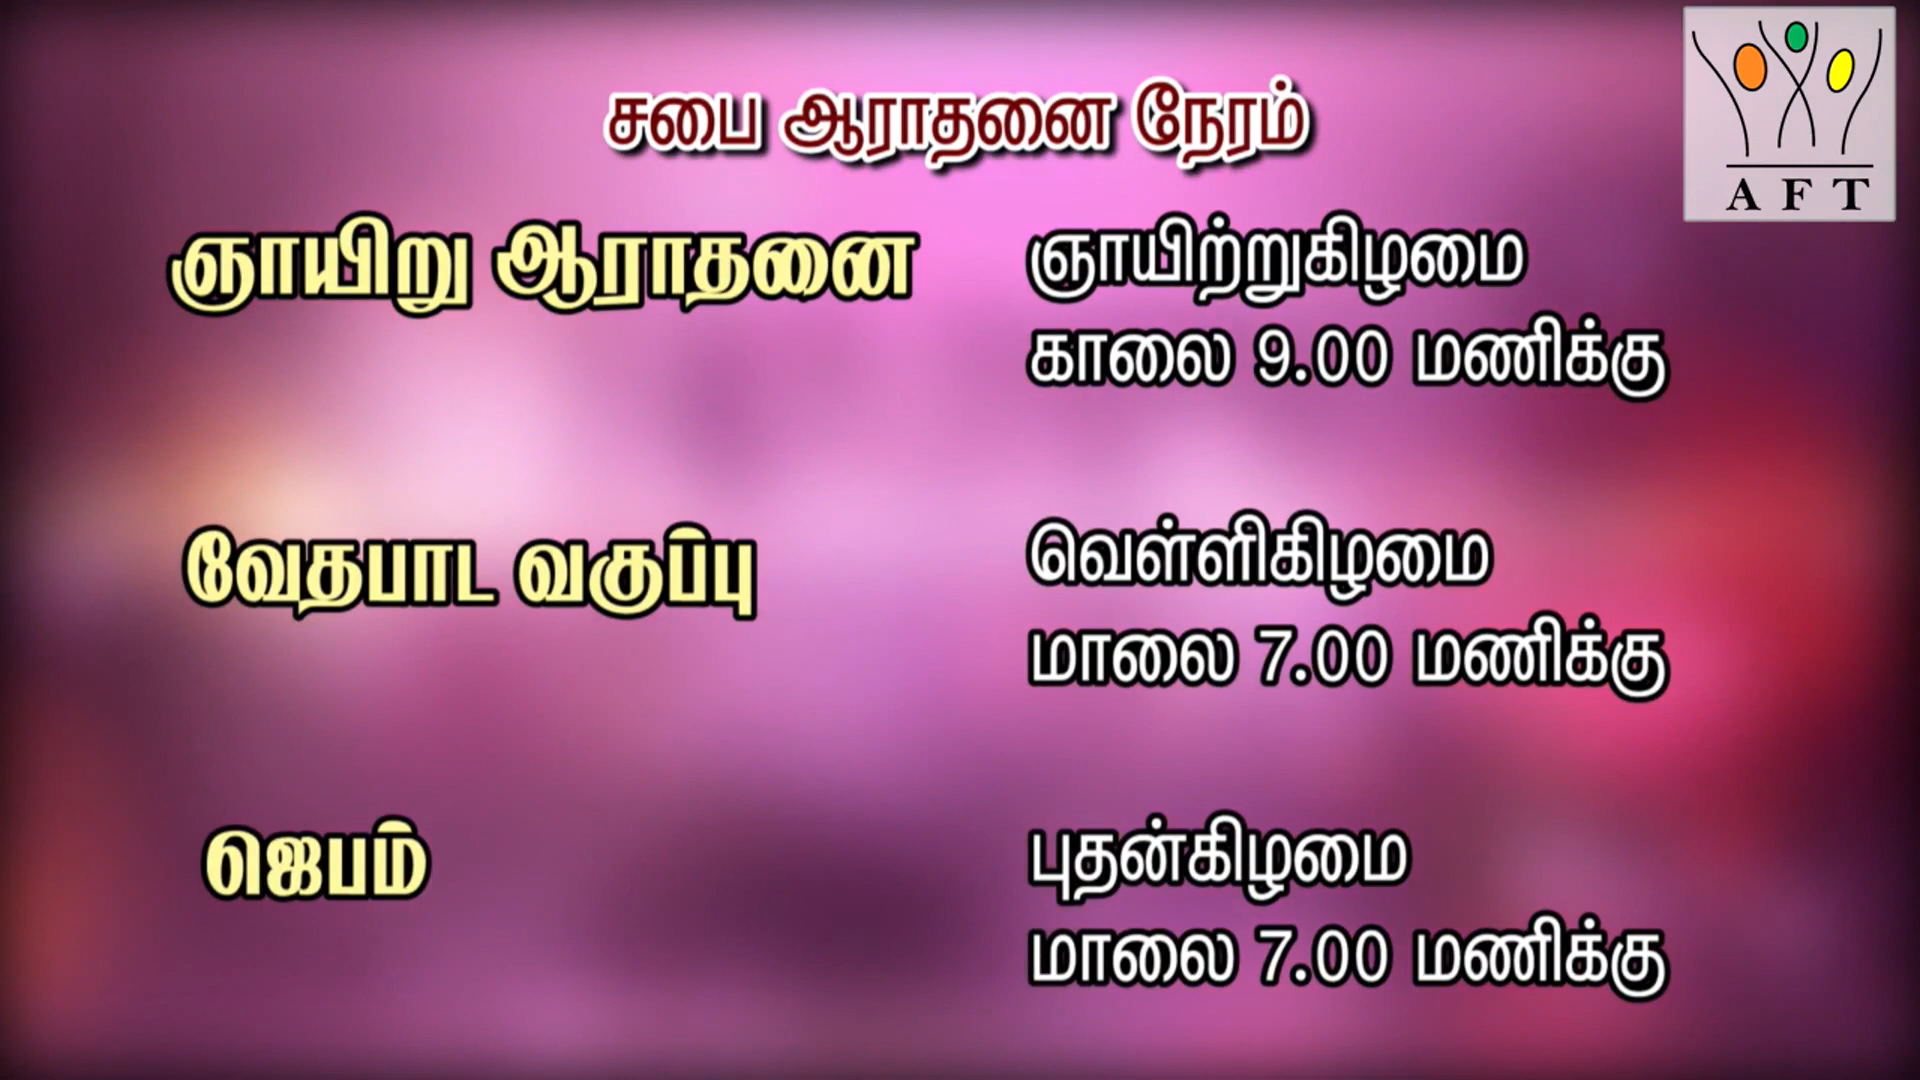 சபை ஆராதனை நேரம்
A F T
ஞாயிறு ஆராதனை
ஞாயிற்றுகிழமை
காலை 9.00 மணிக்கு
வேதபாட வகுப்பு
வெள்ளிகிழமை
மாலை 7.00 மணிக்கு
ஜெபம்
புதன்கிழமை
மாலை 7.00 மணிக்கு